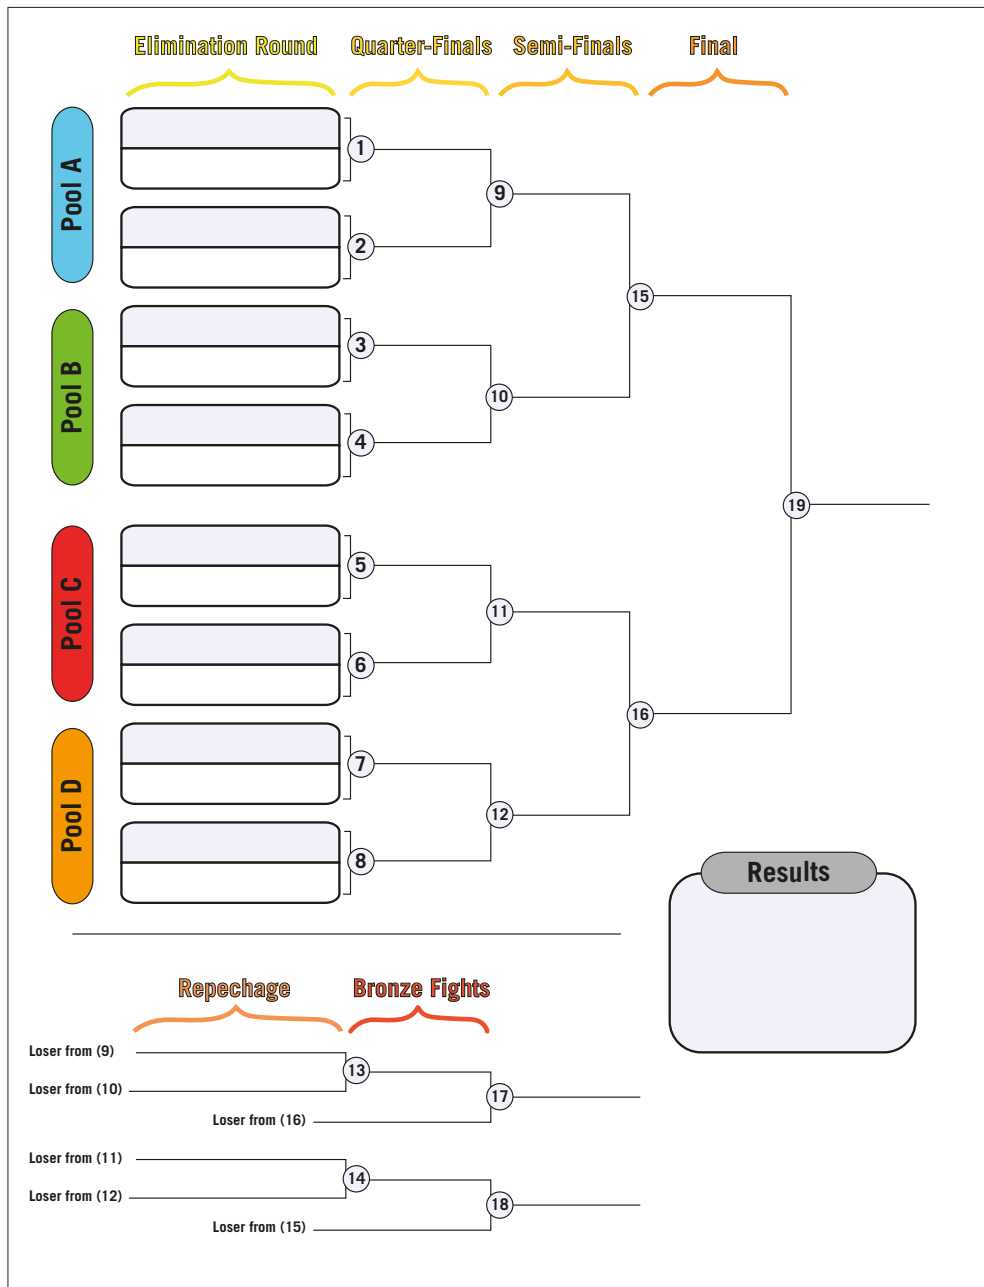 Elimination Round
Quarter-Finals
Semi-Finals
Final
Pool A
1
2
9
Pool B
3
4
10
15
Pool C
5
6
11
Pool D
7
8
12
16
19
Results
Repechage
Bronze Fights
Loser from (9)
Loser from (10)
13
Loser from (16)
17
Loser from (11)
Loser from (12)
14
Loser from (15)
18